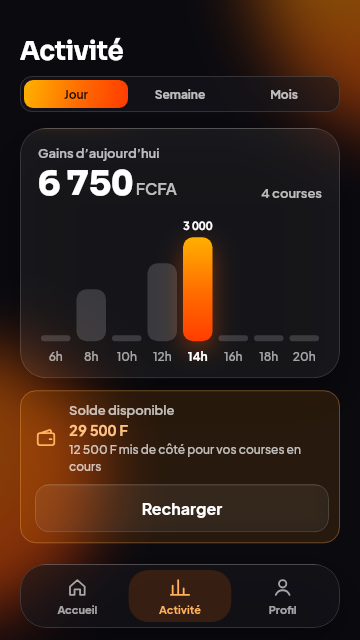 Activité
Jour Semaine Mois
Gains d’aujourd’hui
6 750 FCFA 4 courses
3 000
6h 8h 10h 12h 14h 16h 18h 20h
Solde disponible
29 500 F
12 500 F mis de côté pour vos courses en
cours
Recharger
Accueil Activité Profil